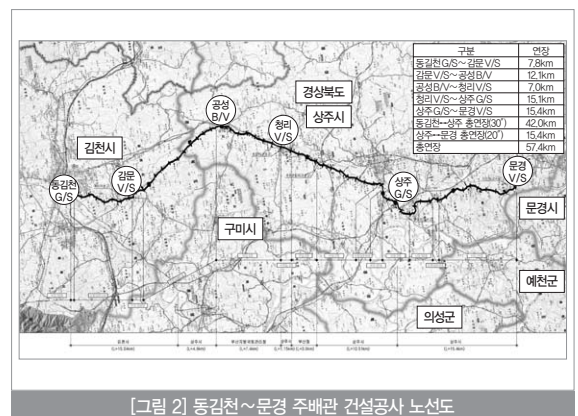 구분 연장
동김천G/S~감문V/S 7.8km
감문V/S~공성B/V 12.1km
공성B/V~청리V/S 7.0km
청리V/S~상주G/S 15.1km
상주G/S~문경V/S 15.4km
동김천↔상주 총연장(30") 42.0km
상주↔문경 총연장(20") 15.4km
총연장 57.4km
경상북도
상주시
공성
B/V
청리
V/S
김천시
감문
V/S
동김천
G/S
상주
G/S
문경
V/S
문경시
구미시
예천군
의성군
[그림 2] 동김천~문경 주배관 건설공사 노선도